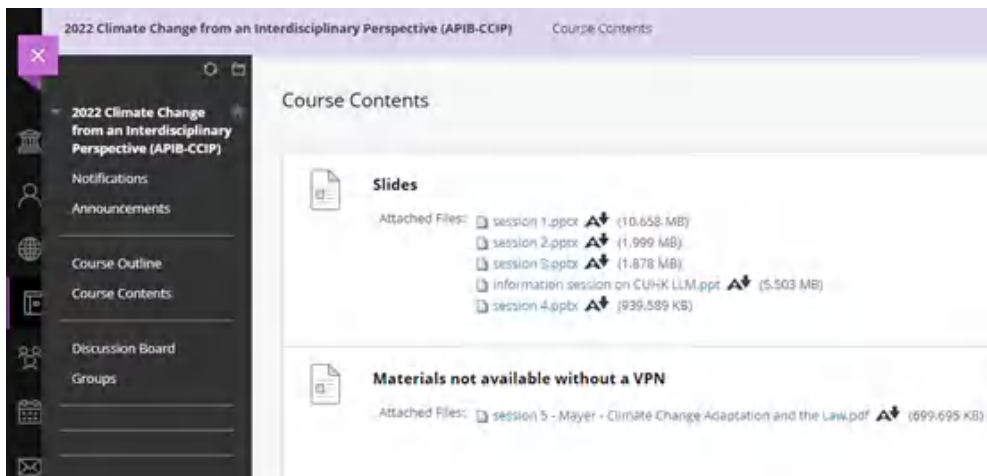 2022 Climate Change from an Interdisciplinary Perspective (APIB-CCIP) Course Contents
2022 Climate Change
from an Interdisciplinary
Perspective (APIB-CCIP)
Notifications
Announcements
Course Outline
Course Contents
Discussion Board
Groups
Course Contents
Slides
Attached Files: session 1.pptx A (10.658 MB)
session 2.pptx A (1.999 MB)
session 3.pptx A (1.878 MB)
information session on CUHK LLM.ppt A (5.503 MB)
session 4.pptx A (939.589 KB)
Materials not available without a VPN
Attached Files: session 5 - Mayer - Climate Change Adaptation and the Law.pdf A (699.695 KB)